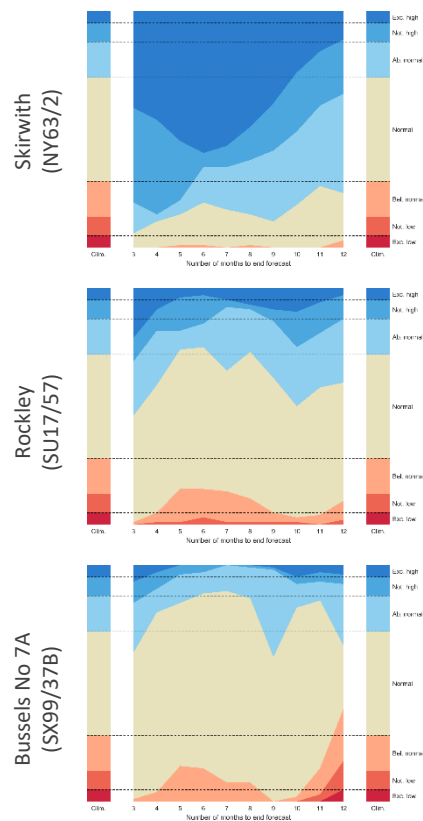 Skirwith
(NY63/2)
Exc. high
Not. high
Ab. normal
Normal
Bel. normal
Not. low
Exc. low
Clim.
3 4 5 6 7 8 9 10 11 12
Clim.
Number of months to end forecast
Rockley
(SU17/57)
Exc. high
Not. high
Ab. normal
Normal
Bel. normal
Not. low
Exc. low
Clim.
3 4 5 6 7 8 9 10 11 12
Clim.
Number of months to end forecast
Bussels No 7A
(SX99/37B)
Exc. high
Not. high
Ab. normal
Normal
Bel. normal
Not. low
Exc. low
Clim.
3 4 5 6 7 8 9 10 11 12
Clim.
Number of months to end forecast